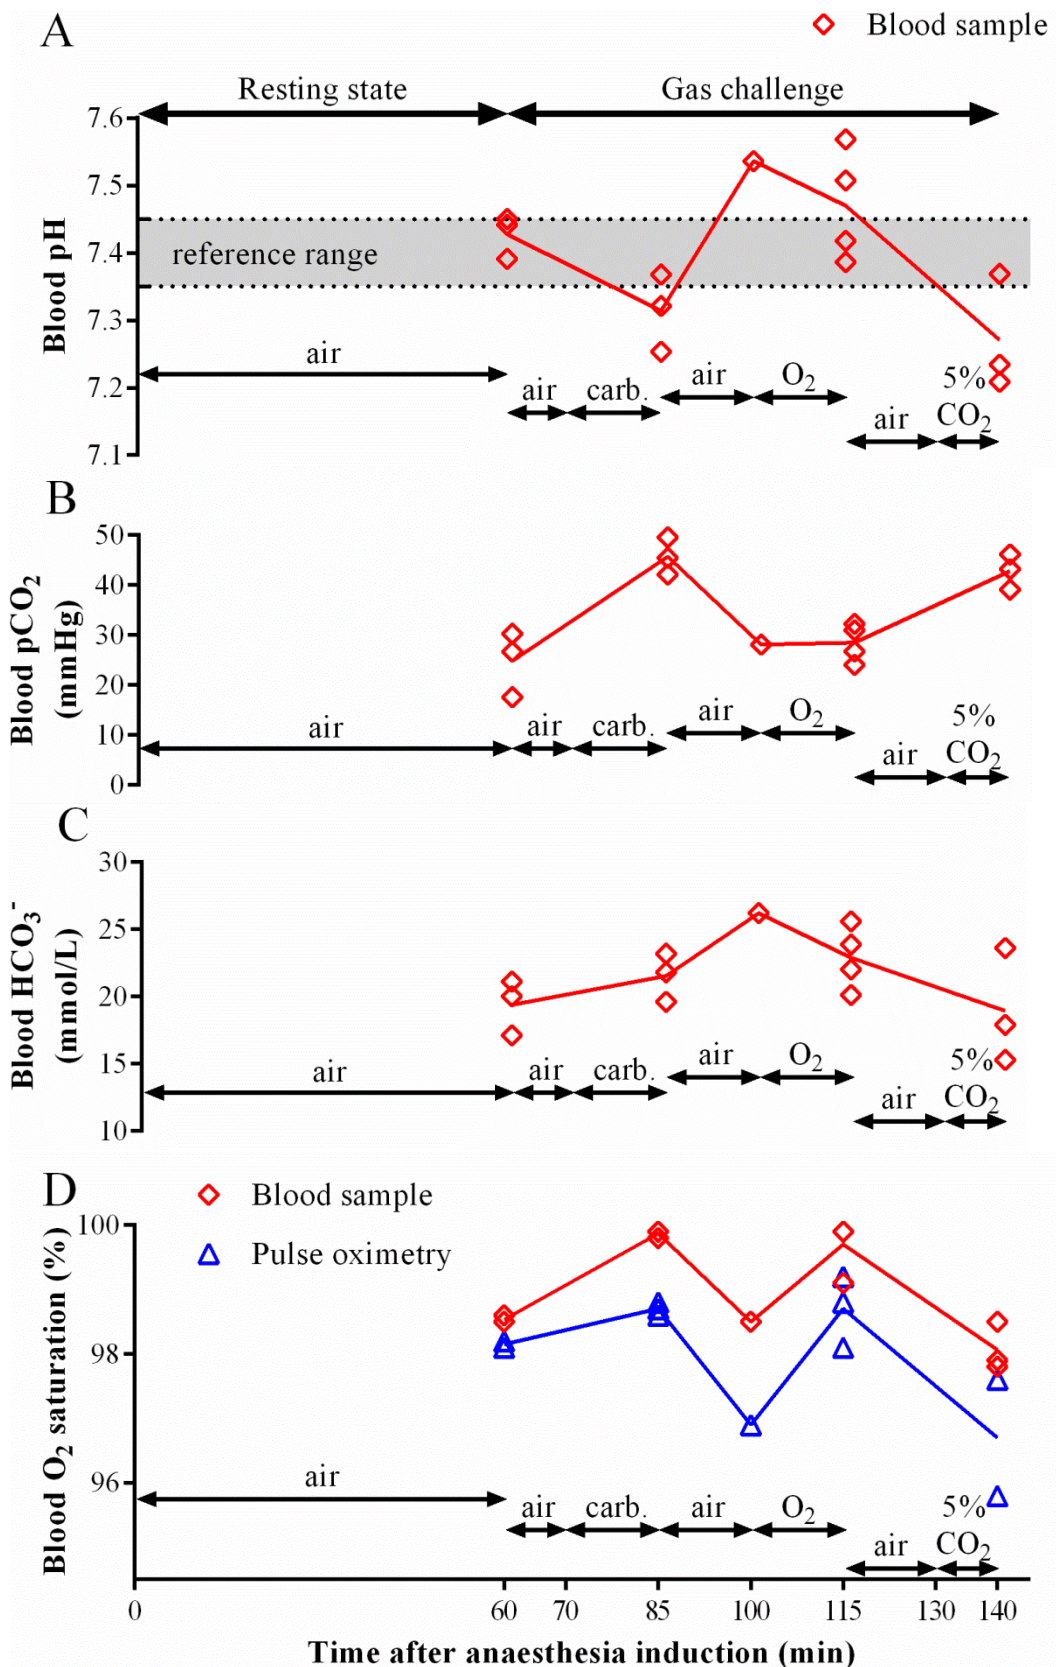 A
Blood sample
Resting state
Gas challenge
7.6
7.5
7.4
7.3
7.2
7.1
Blood pH
reference range
air
air
carb.
air
O2
air
5%
CO2
B
50
40
30
20
10
0
Blood pCO2
(mmHg)
air
air
carb.
air
O2
air
5%
CO2
C
30
25
20
15
10
Blood HCO3-
(mmol/L)
air
air
carb.
air
O2
air
5%
CO2
D
Blood sample
Pulse oximetry
100
98
96
Blood O2 saturation (%)
air
air
carb.
air
O2
air
5%
CO2
0 60 70 85 100 115 130 140
Time after anaesthesia induction (min)